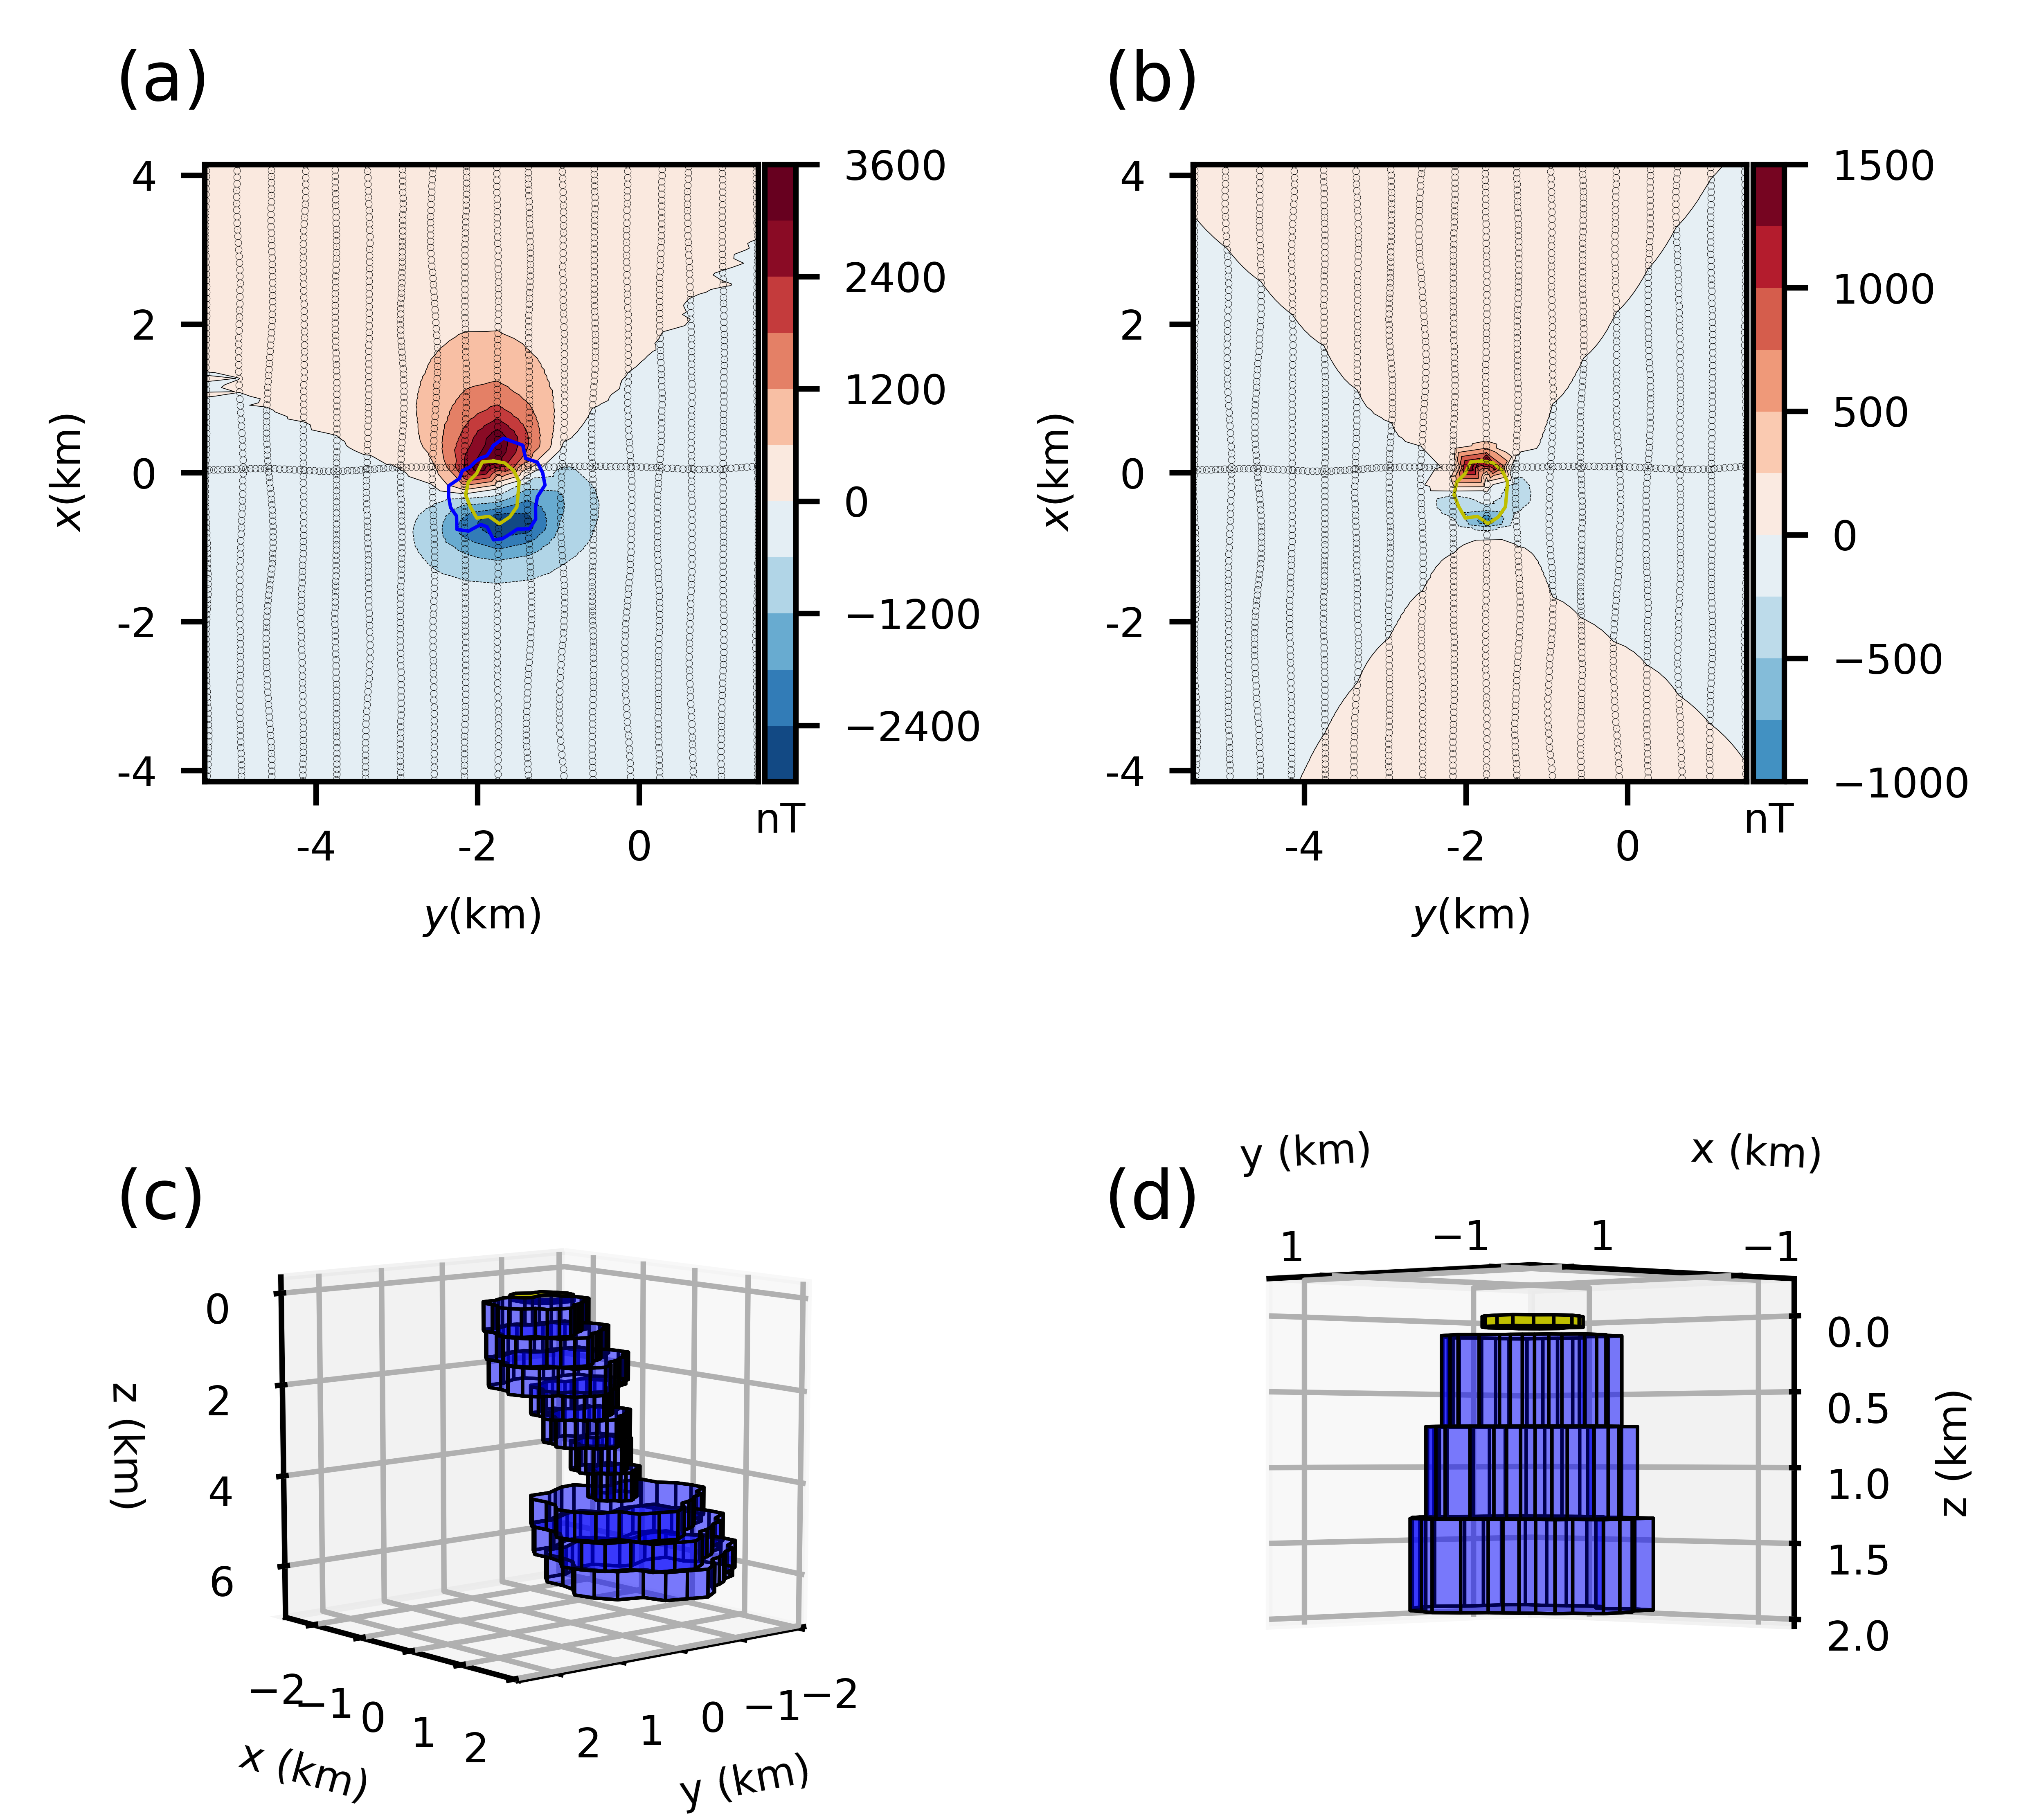 (a)
4
2
0
-2
-4
x(km)
-4 -2 0
y(km)
3600
2400
1200
0
−1200
−2400
nT
(b)
4
2
0
-2
-4
x(km)
-4 -2 0
y(km)
1500
1000
500
0
−500
−1000
nT
(c)
0
2
4
6
z (km)
−2 −1 0 1 2
x (km)
2 1 0 −1 −2
y (km)
(d)
y (km) x (km)
1 −1 1 −1
0.0
0.5
1.0
1.5
2.0
z (km)